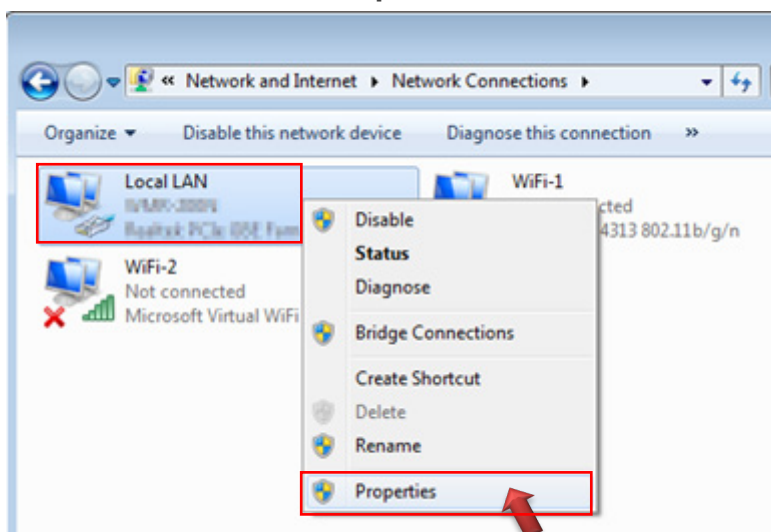 « Network and Internet ▸ Network Connections ▸
Organize ▾ Disable this network device Diagnose this connection »
Local LAN
WiFi-1
4313 802.11b/g/n
WiFi-2
Not connected
Microsoft Virtual WiFi
Disable
Status
Diagnose
Bridge Connections
Create Shortcut
Delete
Rename
Properties